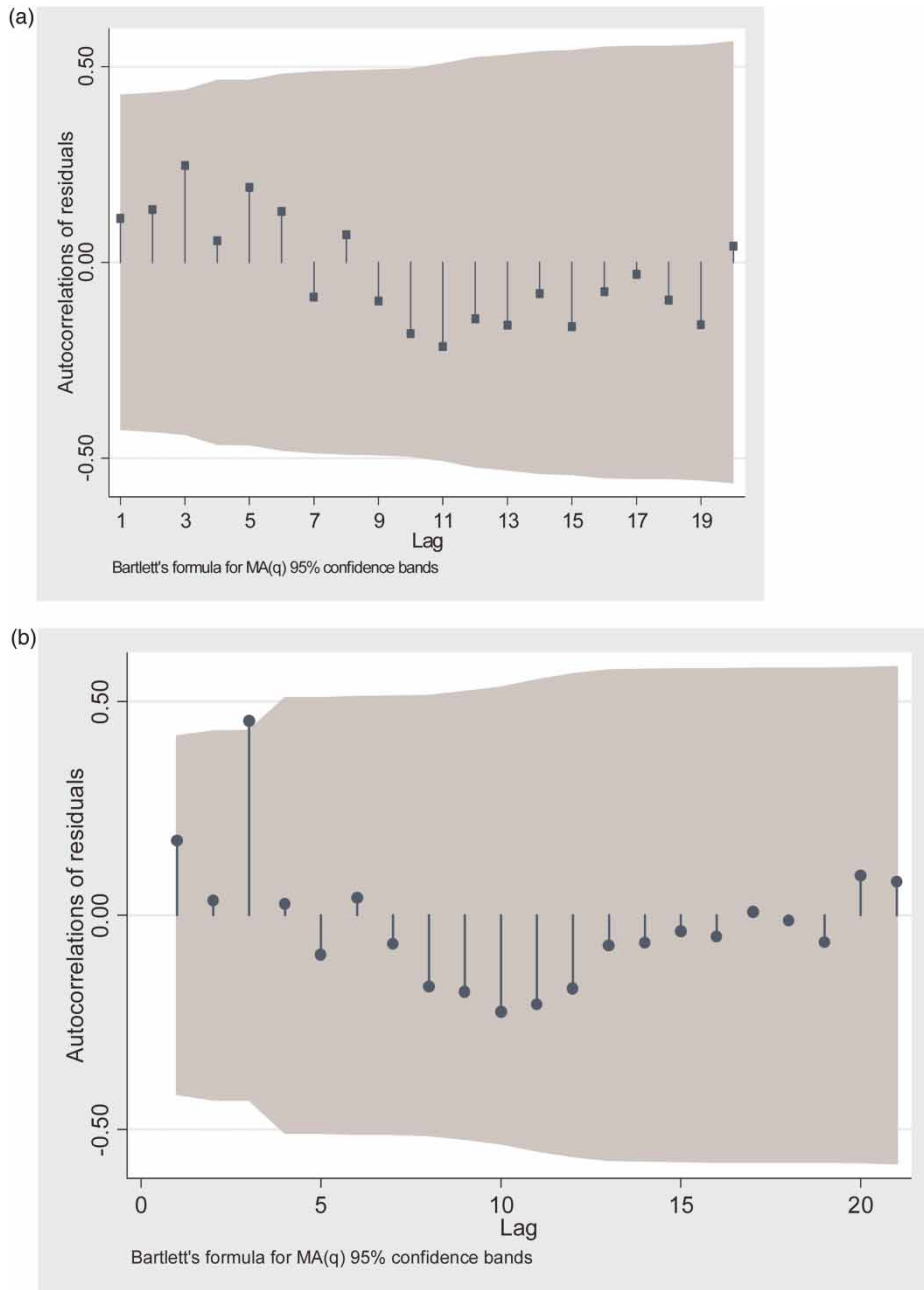 (a)
Autocorrelations of residuals
0.50
0.00
-0.50
1 3 5 7 9 11 13 15 17 19
Lag
Bartlett's formula for MA(q) 95% confidence bands
(b)
Autocorrelations of residuals
0.50
0.00
-0.50
0 5 10 15 20
Lag
Bartlett's formula for MA(q) 95% confidence bands